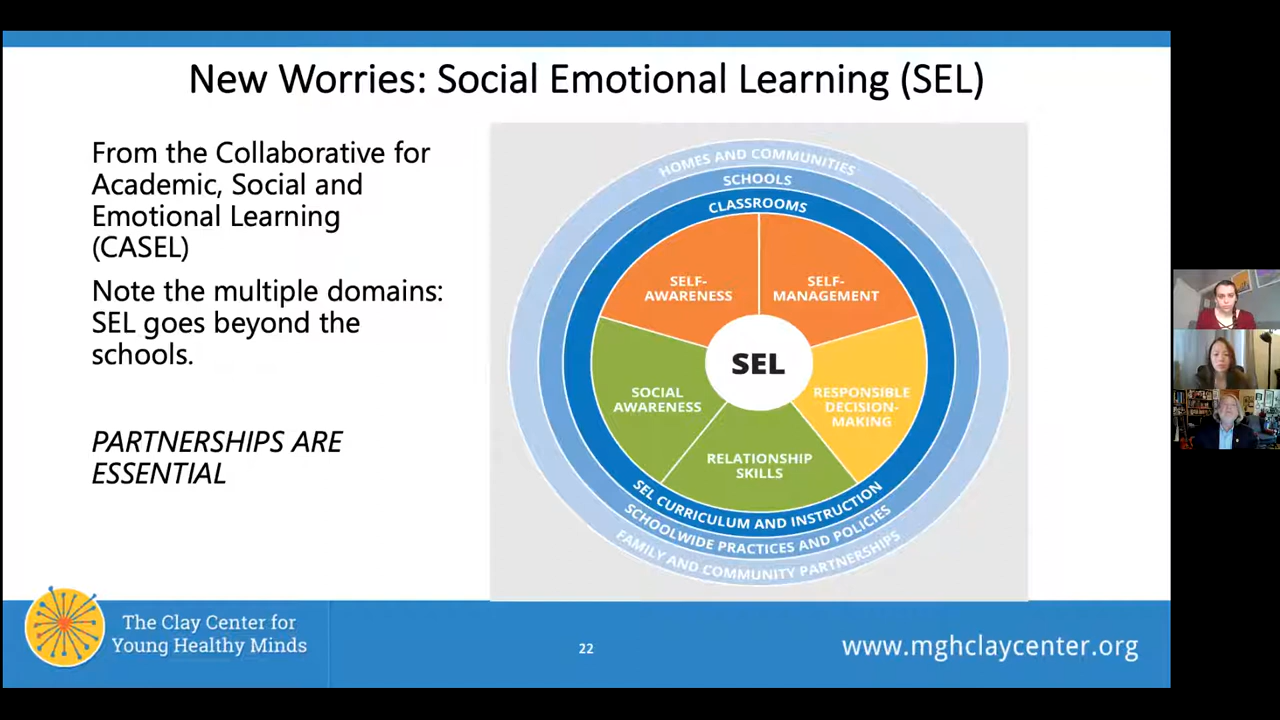 New Worries: Social Emotional Learning (SEL)
From the Collaborative for
Academic, Social and
Emotional Learning
(CASEL)
Note the multiple domains:
SEL goes beyond the
schools.
PARTNERSHIPS ARE
ESSENTIAL
HOMES AND COMMUNITIES
SCHOOLS
CLASSROOMS
SELF-
AWARENESS
SELF-
MANAGEMENT
SEL
SOCIAL
AWARENESS
RESPONSIBLE
DECISION-
MAKING
RELATIONSHIP
SKILLS
SEL CURRICULUM AND INSTRUCTION
SCHOOLWIDE PRACTICES AND POLICIES
FAMILY AND COMMUNITY PARTNERSHIPS
The Clay Center for
Young Healthy Minds
22
www.mghclaycenter.org